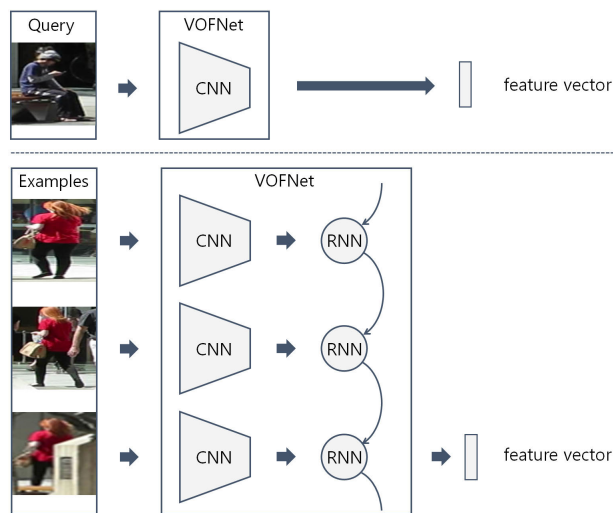 Query
VOFNet
CNN
feature vector
Examples
VOFNet
CNN
RNN
CNN
RNN
CNN
RNN
feature vector